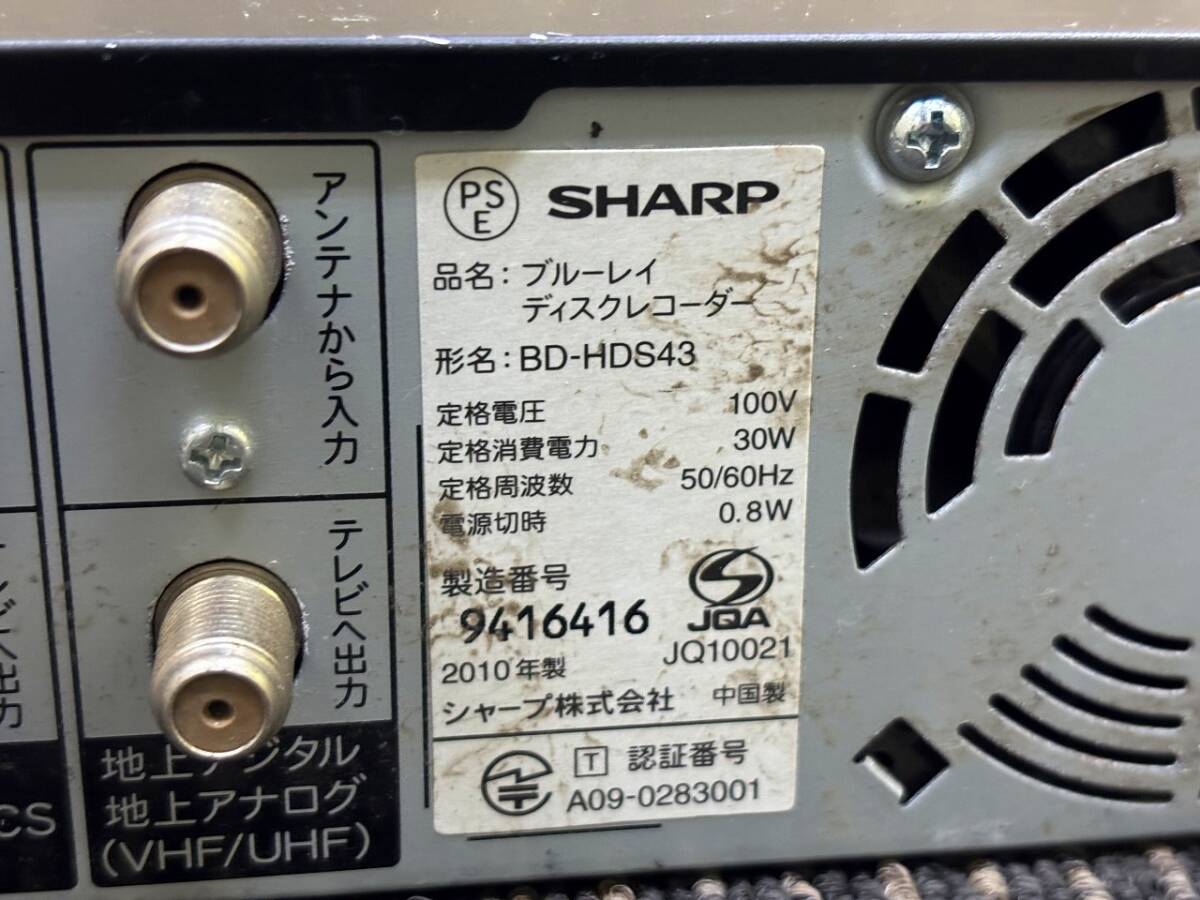 アンテナから入力
テレビへ出力
地上デジタル
地上アナログ
(VHF/UHF)
CS
PS
E
SHARP
品名：ブルーレイ
ディスクレコーダー
形名：BD-HDS43
定格電圧 100V
定格消費電力 30W
定格周波数 50/60Hz
電源切時 0.8W
製造番号
9416416
JQA
JQ10021
2010年製
シャープ株式会社 中国製
T 認証番号
A09-0283001